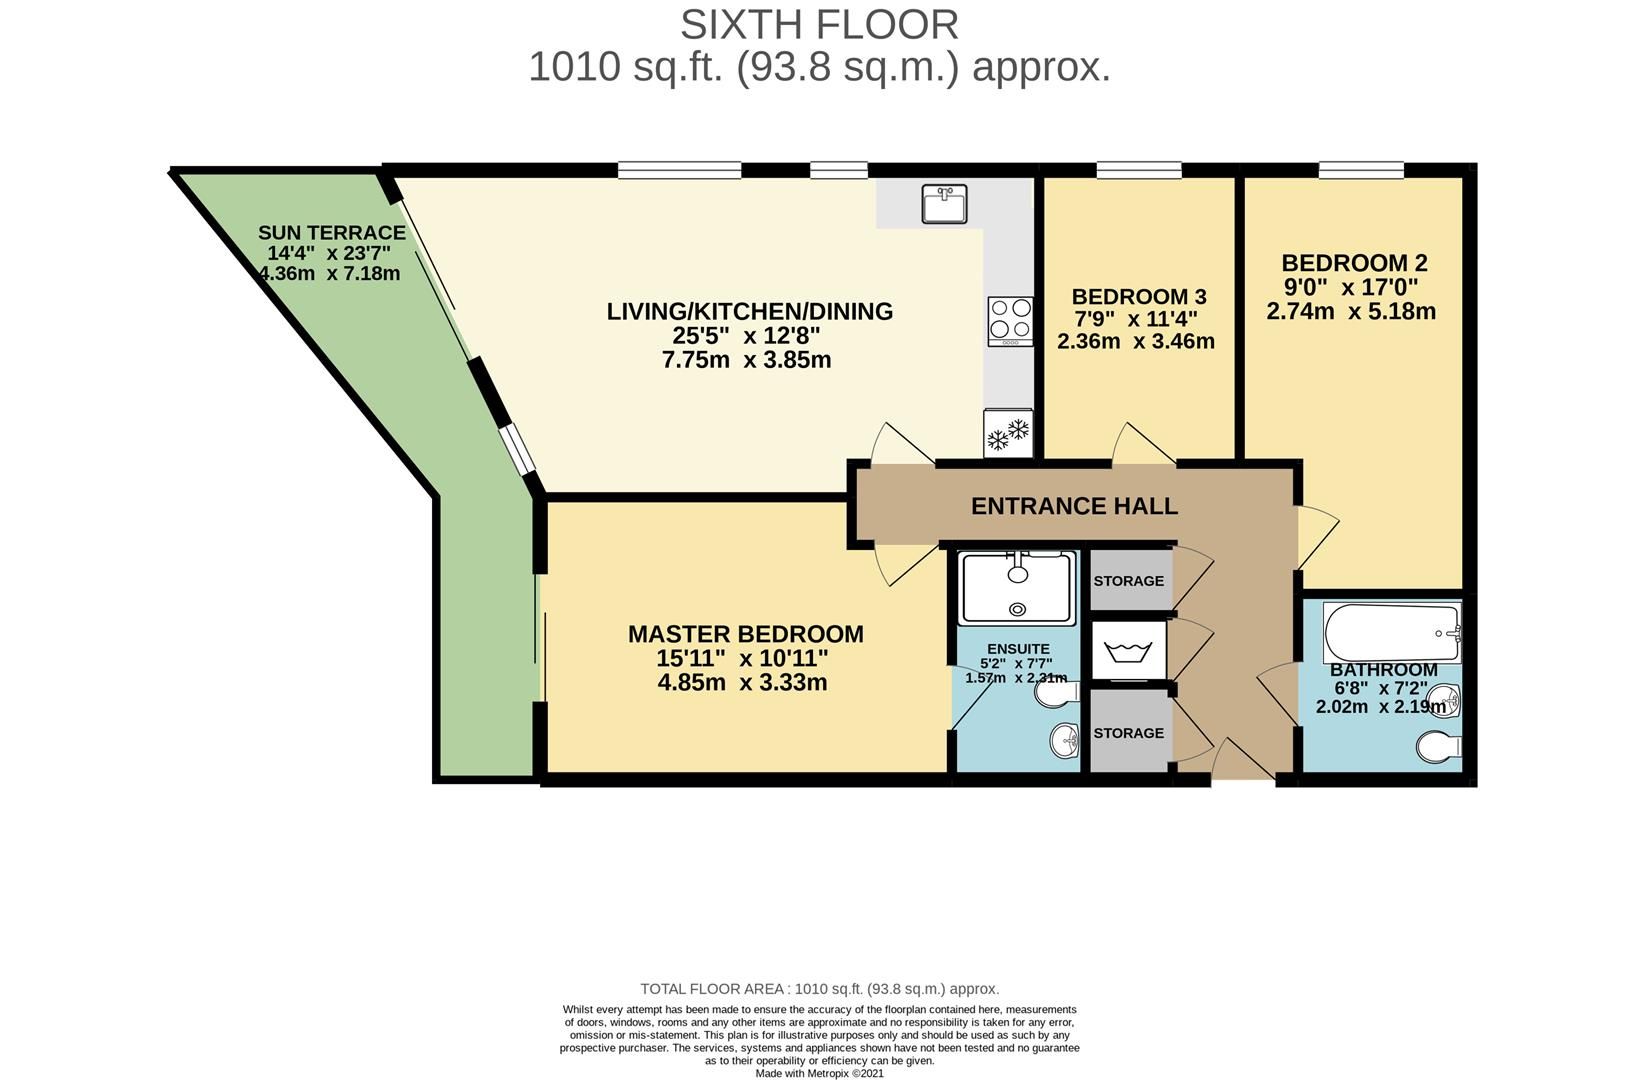 SIXTH FLOOR
1010 sq.ft. (93.8 sq.m.) approx.
SUN TERRACE
14'4" x 23'7"
4.36m x 7.18m
LIVING/KITCHEN/DINING
25'5" x 12'8"
7.75m x 3.85m
BEDROOM 3
7'9" x 11'4"
2.36m x 3.46m
BEDROOM 2
9'0" x 17'0"
2.74m x 5.18m
ENTRANCE HALL
MASTER BEDROOM
15'11" x 10'11"
4.85m x 3.33m
ENSUITE
5'2" x 7'7"
1.57m x 2.31m
STORAGE
STORAGE
BATHROOM
6'8" x 7'2"
2.02m x 2.19m
TOTAL FLOOR AREA : 1010 sq.ft. (93.8 sq.m.) approx.
Whilst every attempt has been made to ensure the accuracy of the floorplan contained here, measurements
of doors, windows, rooms and any other items are approximate and no responsibility is taken for any error,
omission or mis-statement. This plan is for illustrative purposes only and should be used as such by any
prospective purchaser. The services, systems and appliances shown have not been tested and no guarantee
as to their operability or efficiency can be given.
Made with Metropix ©2021